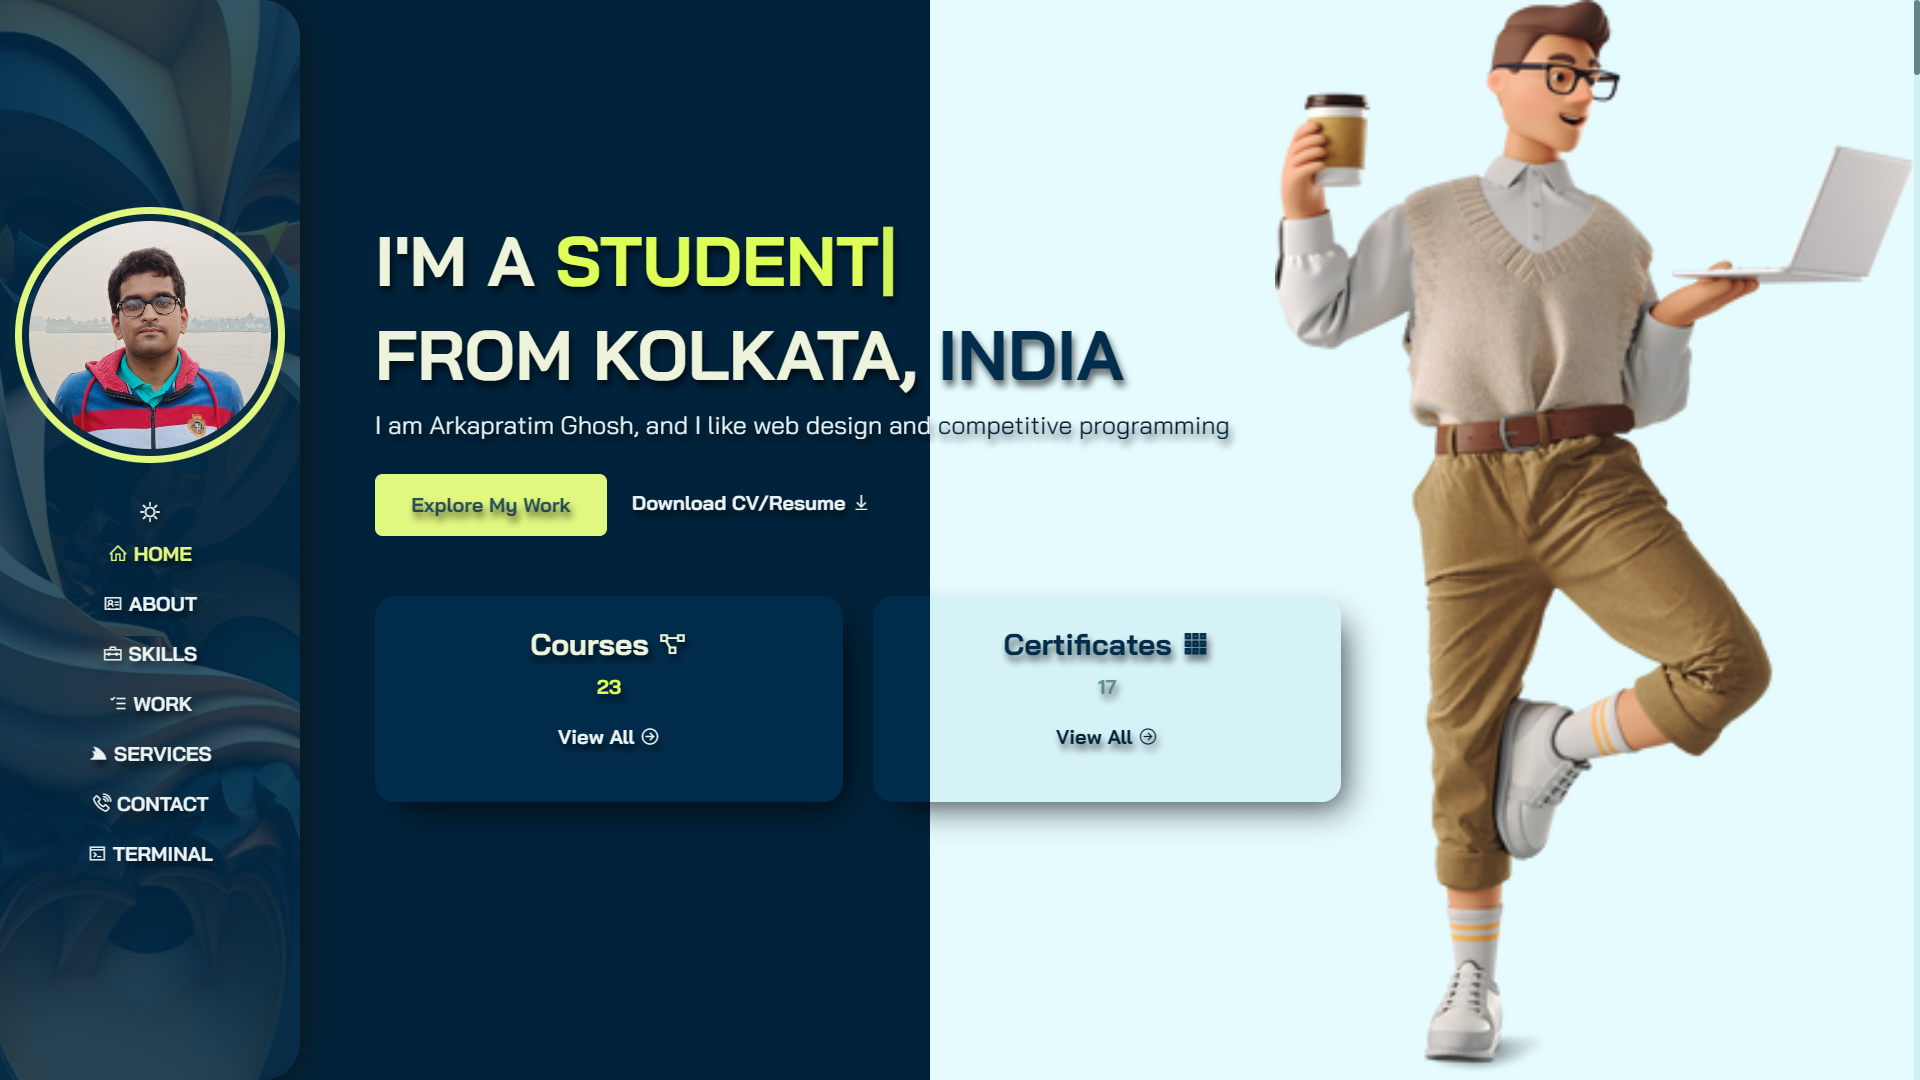 HOME
ABOUT
SKILLS
WORK
SERVICES
CONTACT
TERMINAL
I'M A STUDENT|
FROM KOLKATA, INDIA
I am Arkapratim Ghosh, and I like web design and competitive programming
Explore My Work
Download CV/Resume
Courses
23
View All
Certificates
17
View All